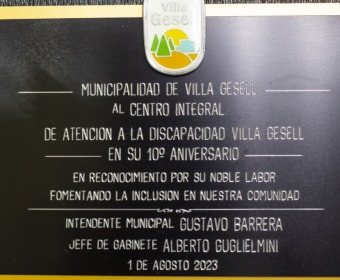 Villa
Gesell
MUNICIPALIDAD DE VILLA GESELL
AL CENTRO INTEGRAL
DE ATENCION A LA DISCAPACIDAD VILLA GESELL
EN SU 10º ANIVERSARIO
EN RECONOCIMIENTO POR SU NOBLE LABOR
FOMENTANDO LA INCLUSION EN NUESTRA COMUNIDAD
INTENDENTE MUNICIPAL GUSTAVO BARRERA
JEFE DE GABINETE ALBERTO GUGLIELMINI
1 DE AGOSTO 2023